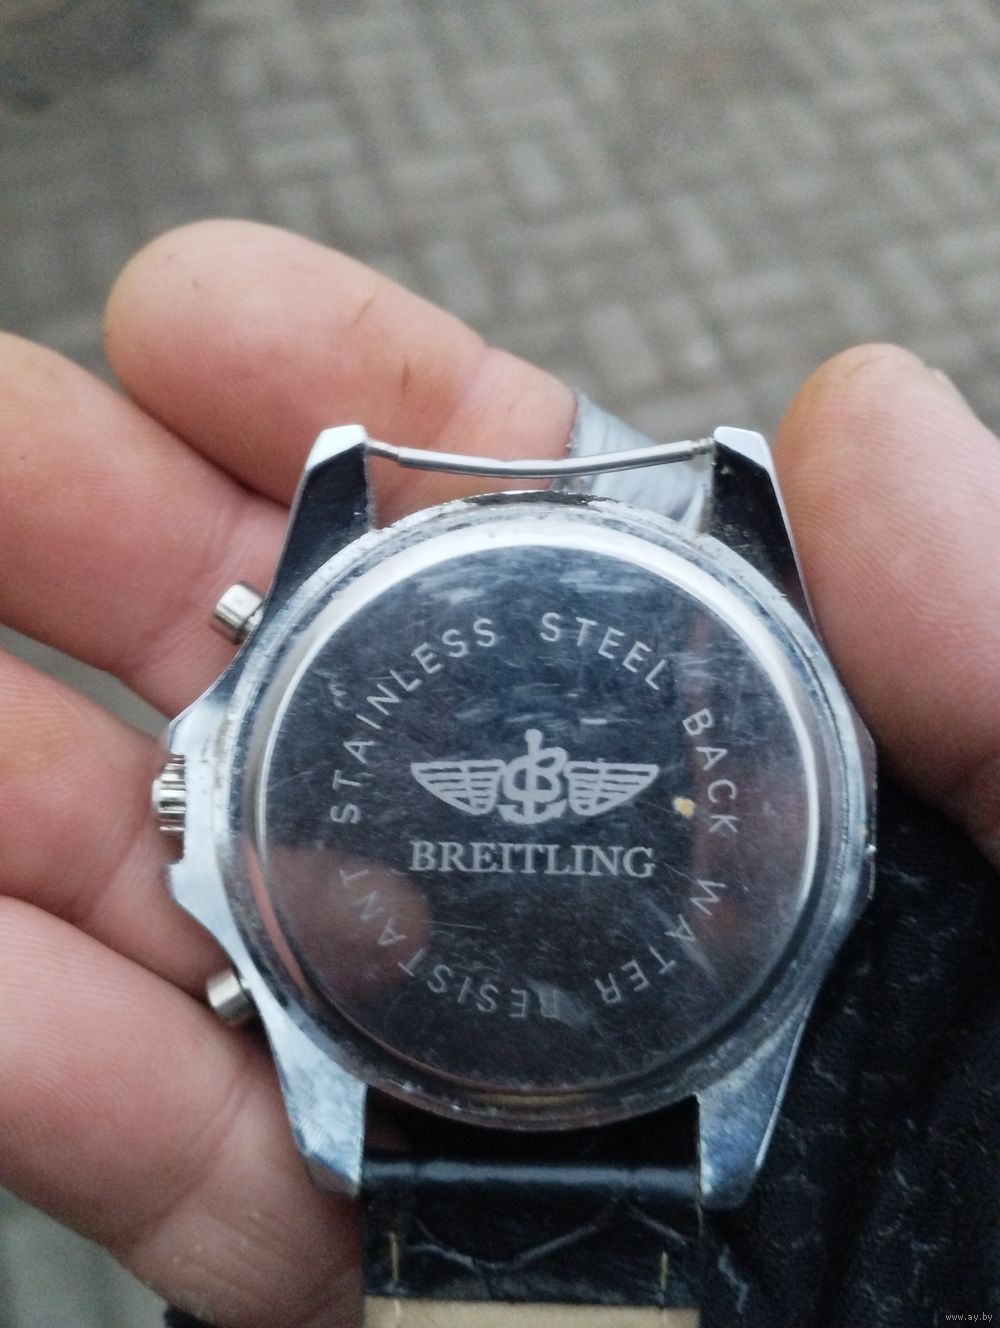 STAINLESS STEEL BACK WATER RESISTANT
B
BREITLING
www.ay.by